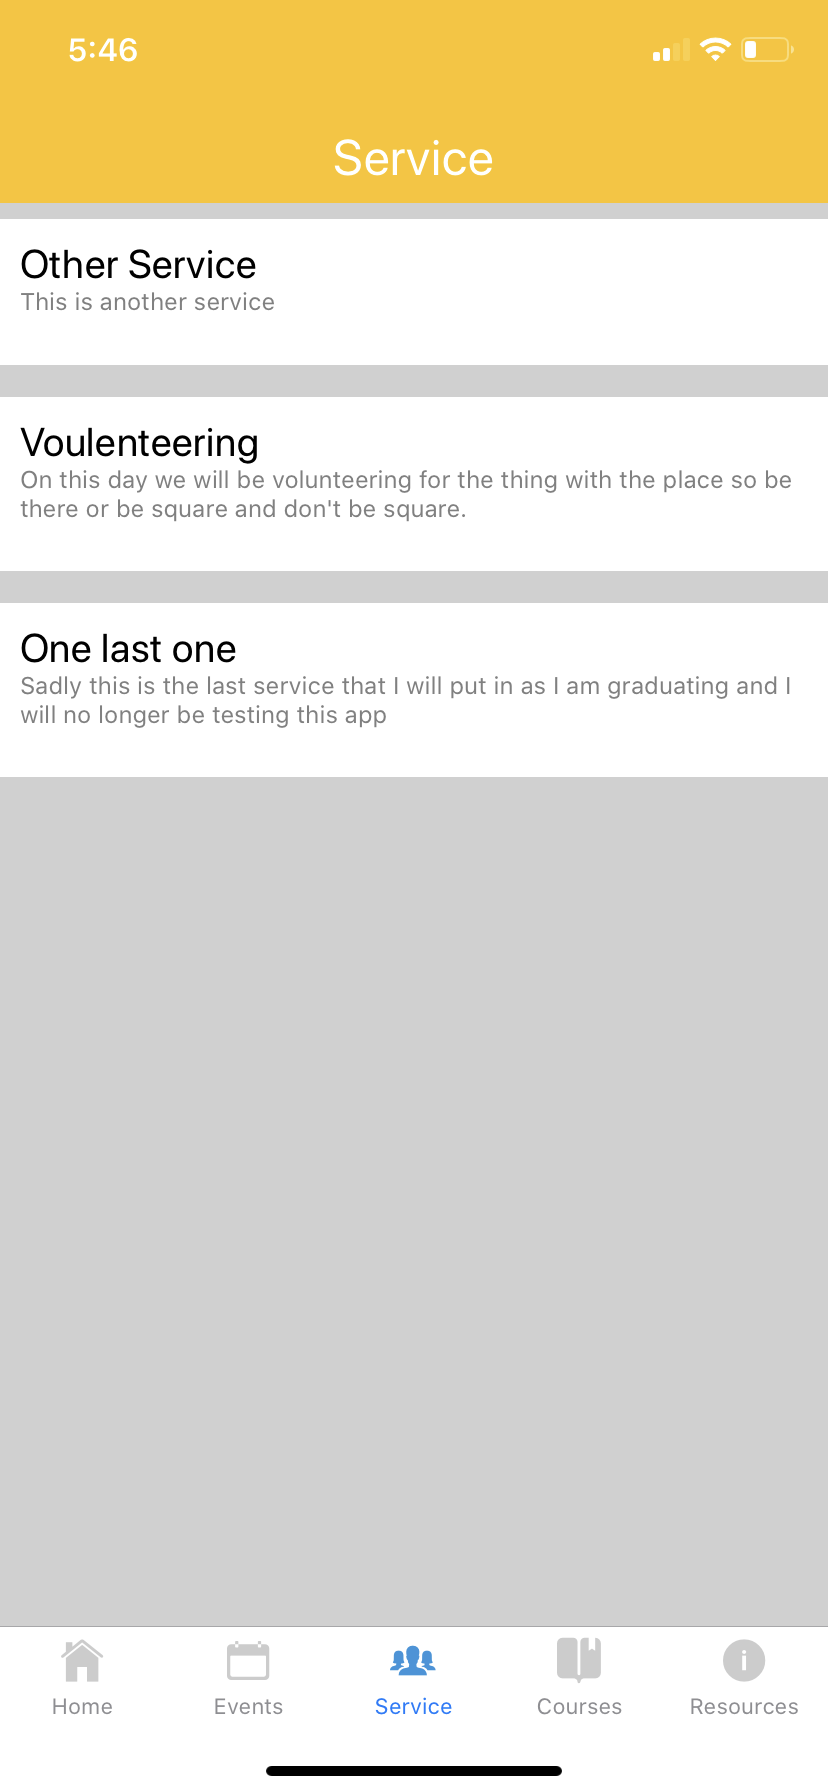 5:46
Service
Other Service
This is another service
Voulenteering
On this day we will be volunteering for the thing with the place so be
there or be square and don't be square.
One last one
Sadly this is the last service that I will put in as I am graduating and I
will no longer be testing this app
Home
Events
Service
Courses
Resources